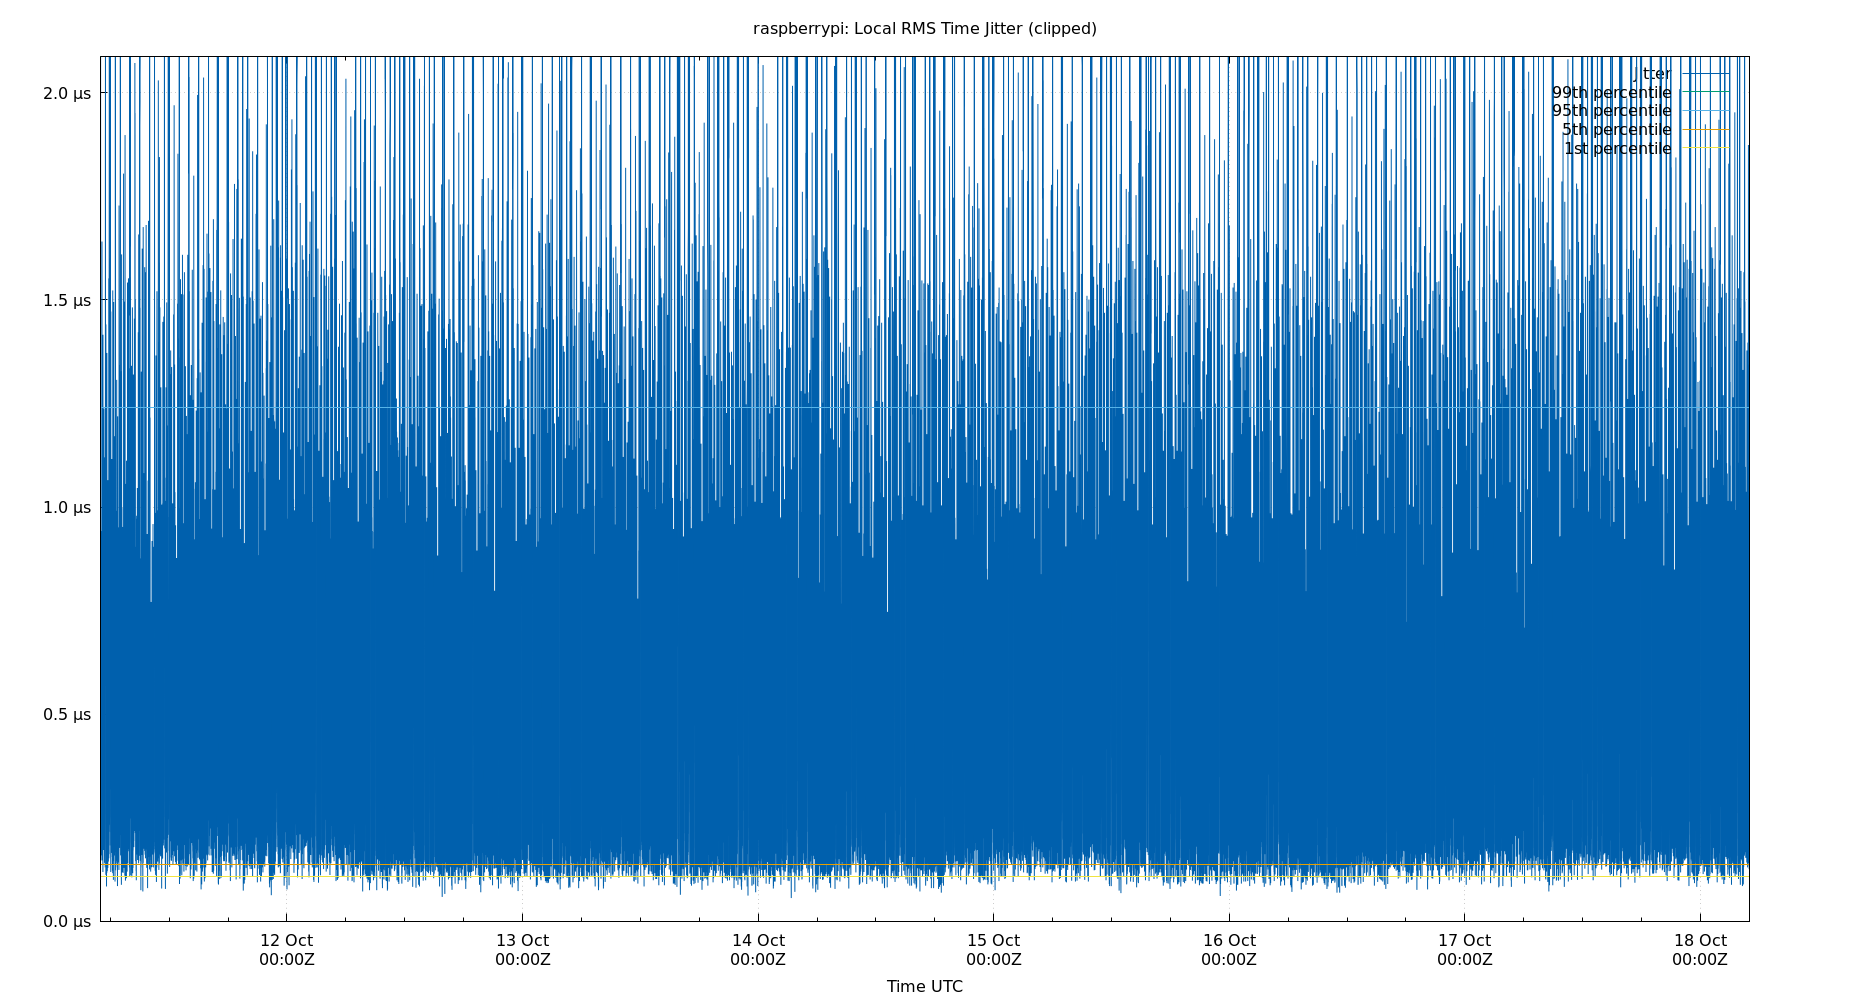 raspberrypi: Local RMS Time Jitter (clipped)
jitter
99th percentile
95th percentile
5th percentile
1st percentile
2.0 µs
1.5 µs
1.0 µs
0.5 µs
0.0 µs
12 Oct
00:00Z
13 Oct
00:00Z
14 Oct
00:00Z
15 Oct
00:00Z
16 Oct
00:00Z
17 Oct
00:00Z
18 Oct
00:00Z
Time UTC